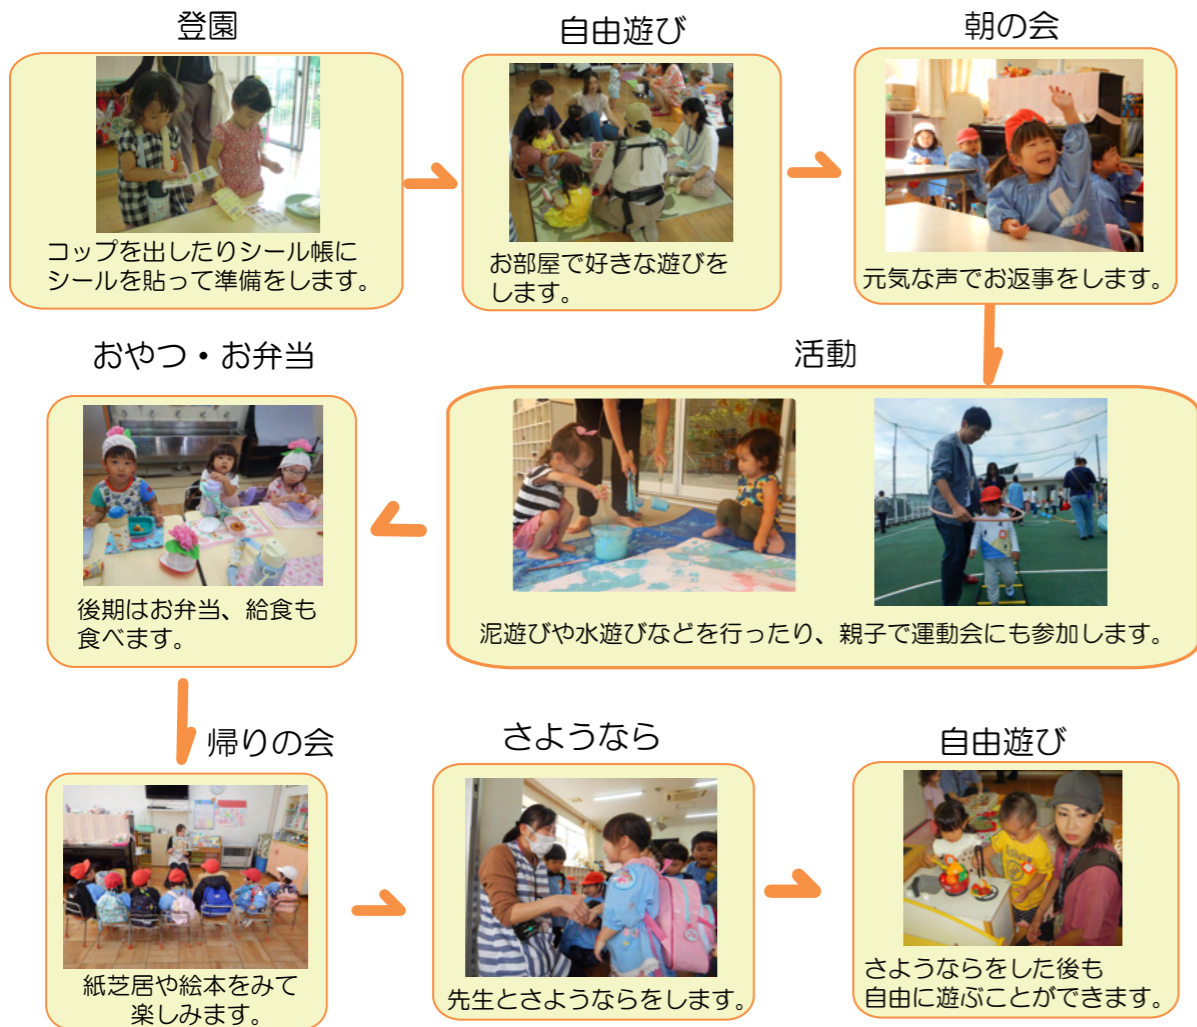 登園
コップを出したりシール帳に
シールを貼って準備をします。
自由遊び
お部屋で好きな遊びを
します。
朝の会
元気な声でお返事をします。
活動
泥遊びや水遊びなどを行ったり、親子で運動会にも参加します。
おやつ・お弁当
後期はお弁当、給食も
食べます。
帰りの会
紙芝居や絵本をみて
楽しみます。
さようなら
先生とさようならをします。
自由遊び
さようならをした後も
自由に遊ぶことができます。